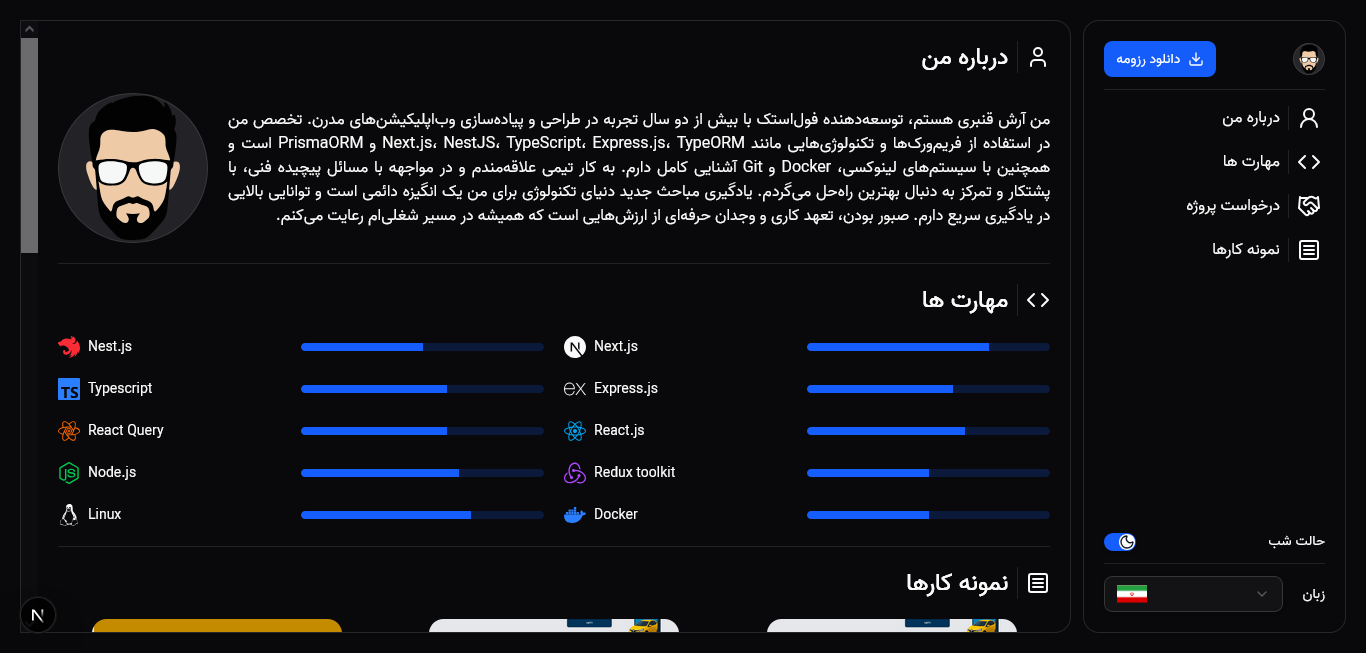 دانلود رزومه
درباره من
مهارت ها
درخواست پروژه
نمونه کارها
حالت شب
زبان
درباره من
من آرش قنبری هستم، توسعه‌دهنده فول‌استک با بیش از دو سال تجربه در طراحی و پیاده‌سازی وب‌اپلیکیشن‌های مدرن. تخصص من
در استفاده از فریم‌ورک‌ها و تکنولوژی‌هایی مانند Next.js، NestJS، TypeScript، Express.js، TypeORM و PrismaORM است و
همچنین با سیستم‌های لینوکسی، Docker و Git آشنایی کامل دارم. به کار تیمی علاقه‌مندم و در مواجهه با مسائل پیچیده فنی، با
پشتکار و تمرکز به دنبال بهترین راه‌حل می‌گردم. یادگیری مباحث جدید دنیای تکنولوژی برای من یک انگیزه دائمی است و توانایی بالایی
در یادگیری سریع دارم. صبور بودن، تعهد کاری و وجدان حرفه‌ای از ارزش‌هایی است که همیشه در مسیر شغلی‌ام رعایت می‌کنم.
مهارت ها
Next.js
Nest.js
Express.js
Typescript
React.js
React Query
Redux toolkit
Node.js
Docker
Linux
نمونه کارها